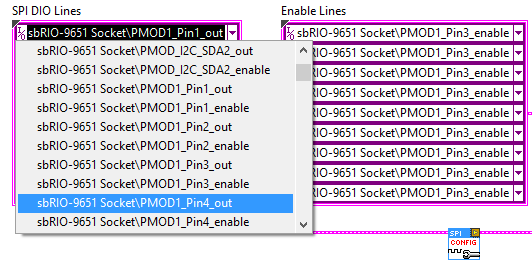 SPI DIO Lines
sbRIO-9651 Socket\PMOD1_Pin1_out
sbRIO-9651 Socket\PMOD_I2C_SDA2_out
sbRIO-9651 Socket\PMOD_I2C_SDA2_enable
sbRIO-9651 Socket\PMOD1_Pin1_out
sbRIO-9651 Socket\PMOD1_Pin1_enable
sbRIO-9651 Socket\PMOD1_Pin2_out
sbRIO-9651 Socket\PMOD1_Pin2_enable
sbRIO-9651 Socket\PMOD1_Pin3_out
sbRIO-9651 Socket\PMOD1_Pin3_enable
sbRIO-9651 Socket\PMOD1_Pin4_out
sbRIO-9651 Socket\PMOD1_Pin4_enable
Enable Lines
sbRIO-9651 Socket\PMOD1_Pin3_enable
sbRIO-9651 Socket\PMOD1_Pin3_enable
sbRIO-9651 Socket\PMOD1_Pin3_enable
sbRIO-9651 Socket\PMOD1_Pin3_enable
sbRIO-9651 Socket\PMOD1_Pin3_enable
sbRIO-9651 Socket\PMOD1_Pin3_enable
sbRIO-9651 Socket\PMOD1_Pin3_enable
sbRIO-9651 Socket\PMOD1_Pin3_enable
sbRIO-9651 Socket\PMOD1_Pin3_enable
SPI
CONFIG